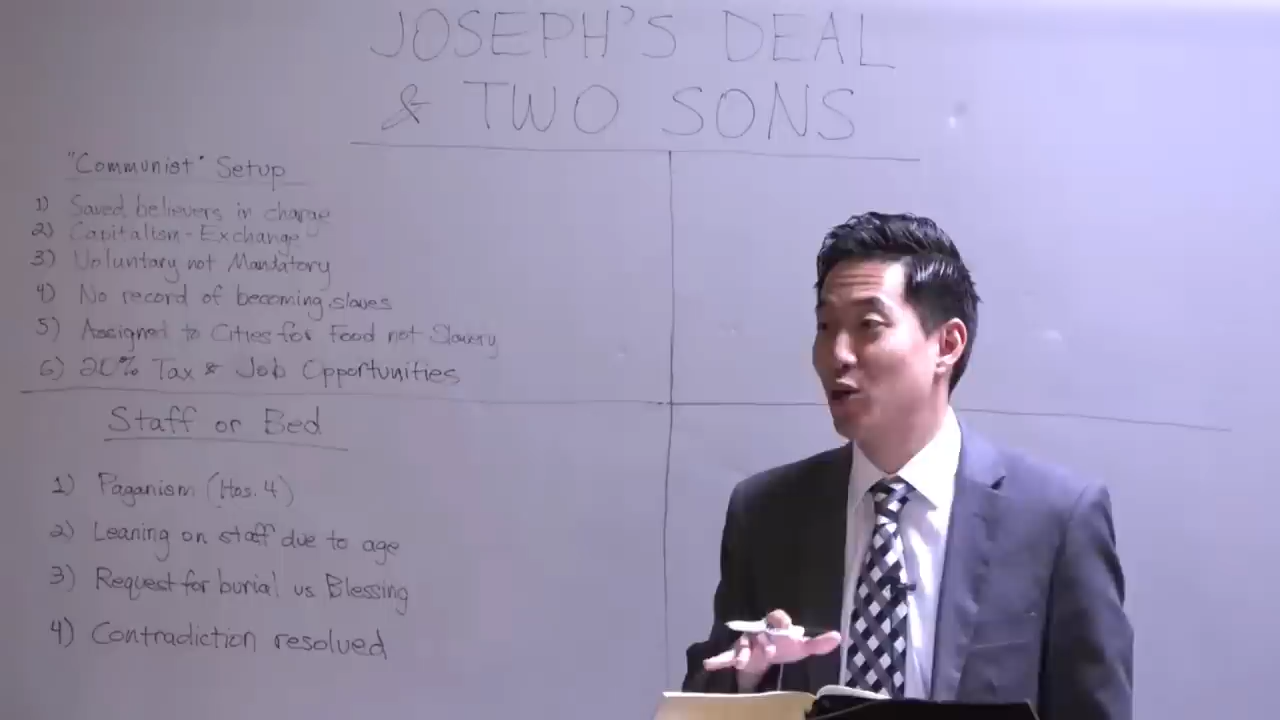 JOSEPH'S DEAL
& TWO SONS
"Communist" Setup
1) Saved believers in charge
2) Capitalism - Exchange
3) Voluntary not Mandatory
4) No record of becoming slaves
5) Assigned to Cities for Food not Slavery
6) 20% Tax & Job Opportunities
Staff or Bed
1) Paganism (Hos. 4)
2) Leaning on staff due to age
3) Request for burial vs Blessing
4) Contradiction resolved